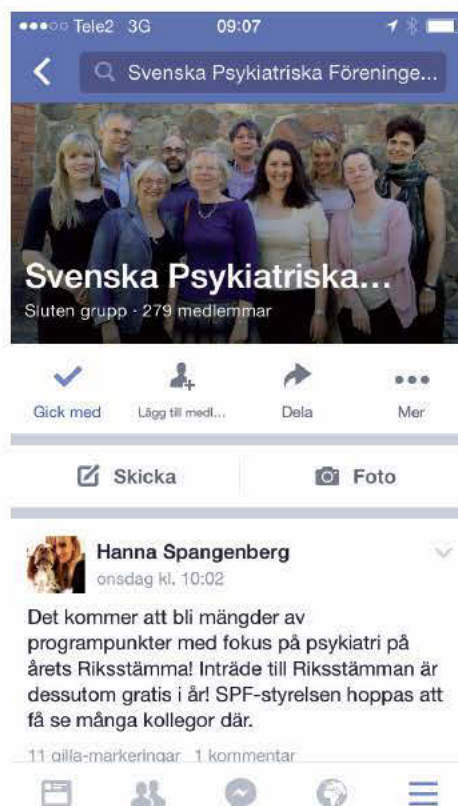 Tele2 3G 09:07
Svenska Psykiatriska Föreninge...
Svenska Psykiatriska...
Sluten grupp · 279 medlemmar
Gick med Lägg till medl... Dela Mer
Skicka Foto
Hanna Spangenberg
onsdag kl. 10:02
Det kommer att bli mängder av
programpunkter med fokus på psykiatri på
årets Riksstämma! Inträde till Riksstämman är
dessutom gratis i år! SPF-styrelsen hoppas att
få se många kollegor där.
11 gilla-markeringar 1 kommentar